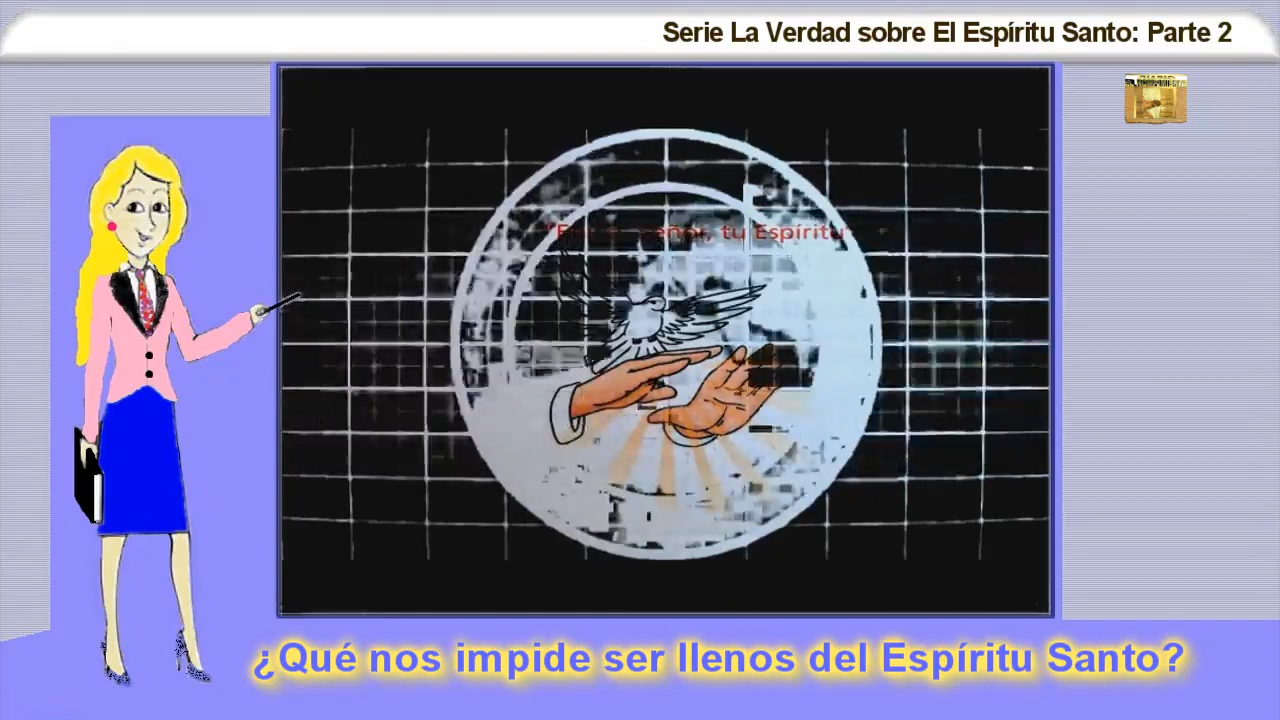 Serie La Verdad sobre El Espíritu Santo: Parte 2
tu Espíritu"
¿Qué nos impide ser llenos del Espíritu Santo?